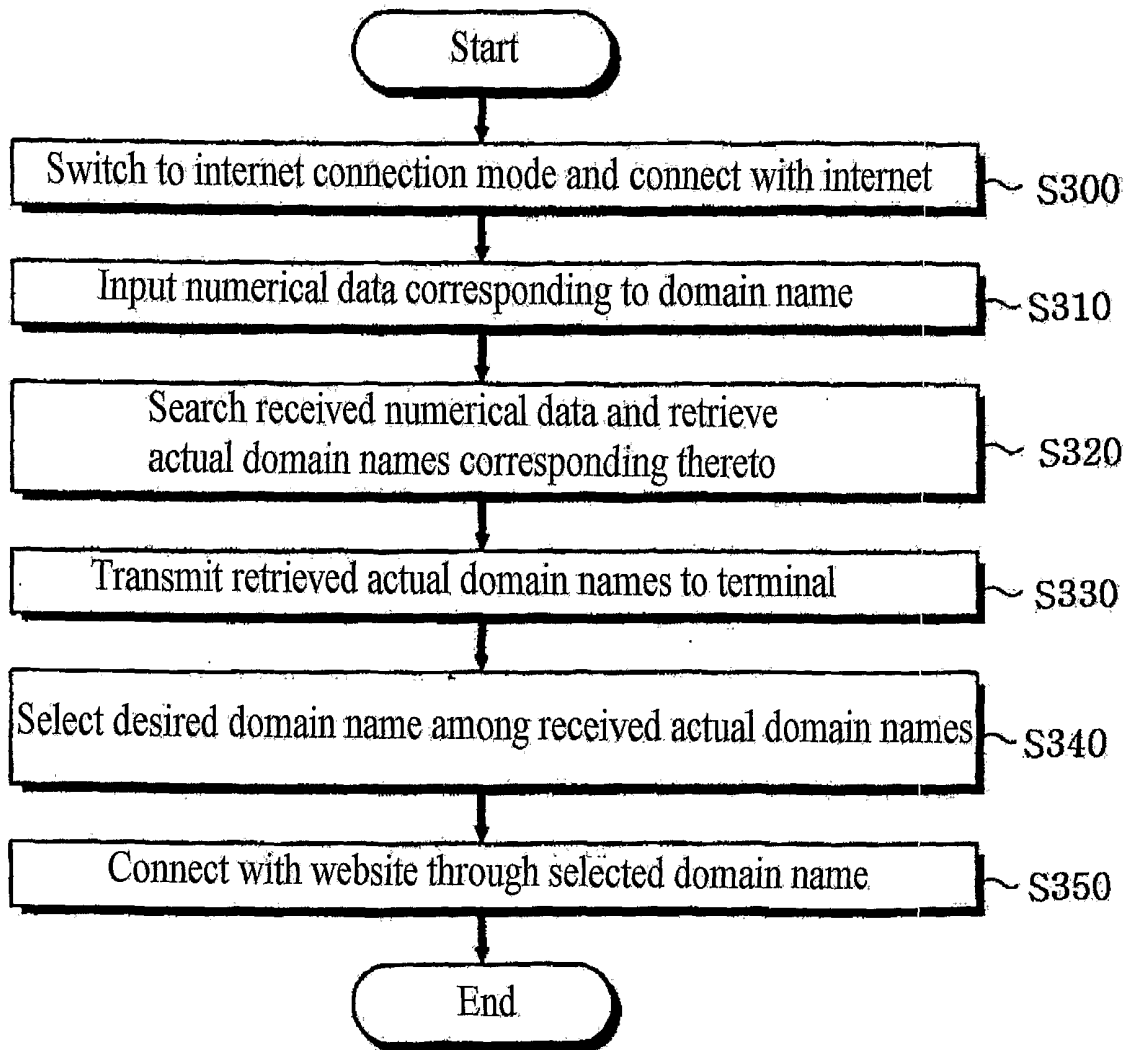 Start
Switch to internet connection mode and connect with internet
S300
Input numerical data corresponding to domain name
S310
Search received numerical data and retrieve
actual domain names corresponding thereto
S320
Transmit retrieved actual domain names to terminal
S330
Select desired domain name among received actual domain names
S340
Connect with website through selected domain name
S350
End